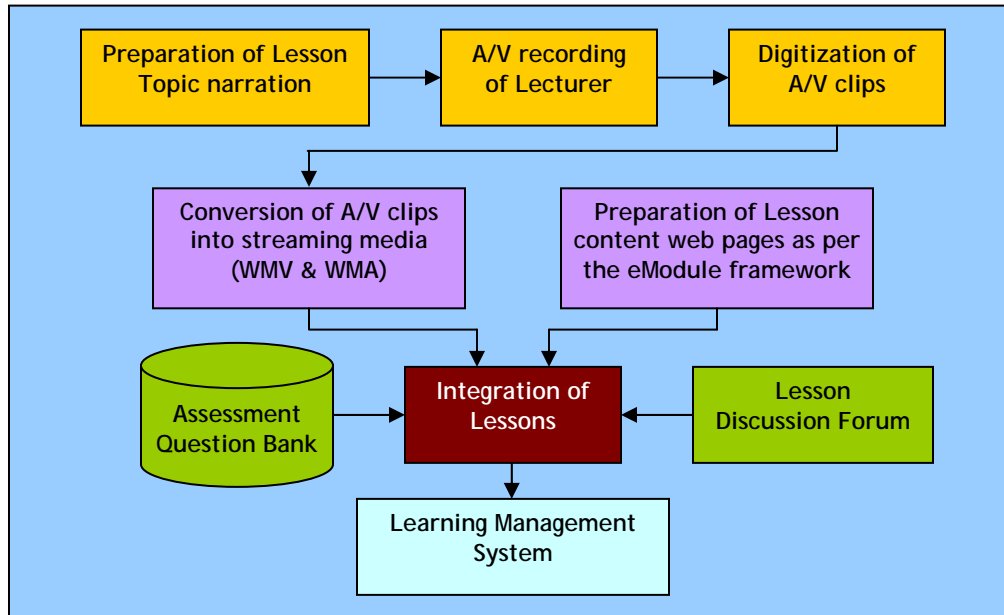 Preparation of Lesson
Topic narration
A/V recording
of Lecturer
Digitization of
A/V clips
Conversion of A/V clips
into streaming media
(WMV & WMA)
Preparation of Lesson
content web pages as per
the eModule framework
Assessment
Question Bank
Integration of
Lessons
Lesson
Discussion Forum
Learning Management
System